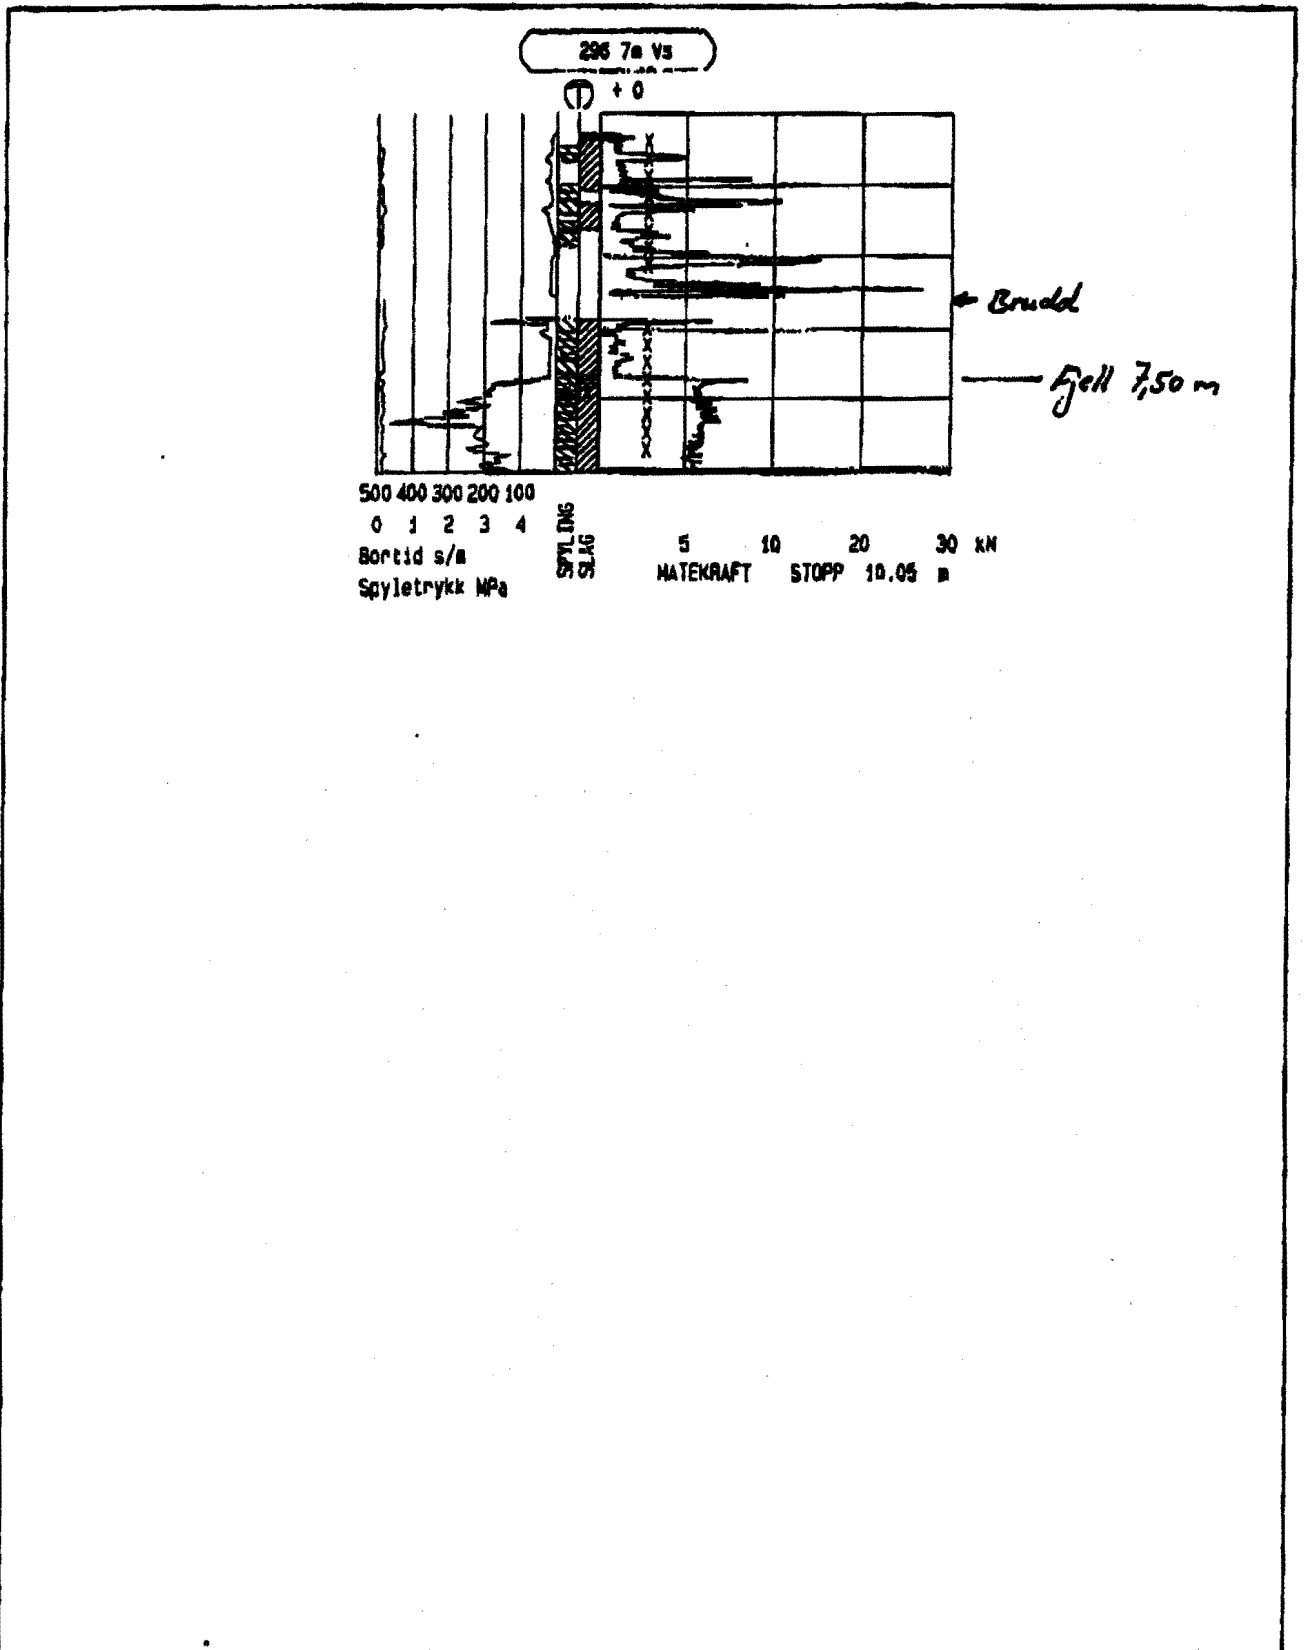 296 7m Vs
+ 0
Brudd
Fjell 7,50 m
500 400 300 200 100
0 1 2 3 4
Bortid s/m
Spyletrykk MPa
SPYLING
SLAG
5 10 20 30 kN
MATEKRAFT STOPP 10.05 m